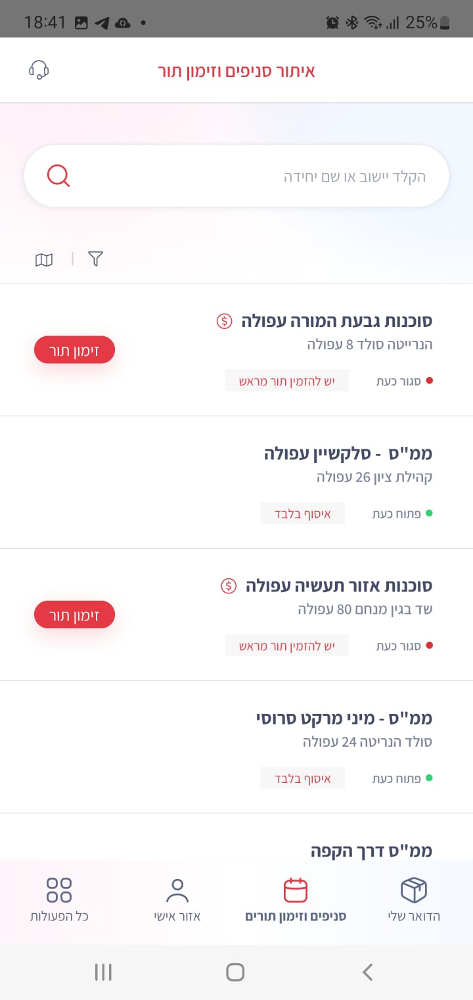 18:41
25%
איתור סניפים וזימון תור
הקלד יישוב או שם יחידה
סוכנות גבעת המורה עפולה
הנרייטה סולד 8 עפולה
סגור כעת
יש להזמין תור מראש
זימון תור
ממ"ס - סלקשיין עפולה
קהילת ציון 26 עפולה
פתוח כעת
איסוף בלבד
סוכנות אזור תעשיה עפולה
שד בגין מנחם 80 עפולה
סגור כעת
יש להזמין תור מראש
זימון תור
ממ"ס - מיני מרקט סרוסי
סולד הנריטה 24 עפולה
פתוח כעת
איסוף בלבד
ממ"ס דרך הקפה
הדואר שלי
סניפים וזימון תורים
אזור אישי
כל הפעולות